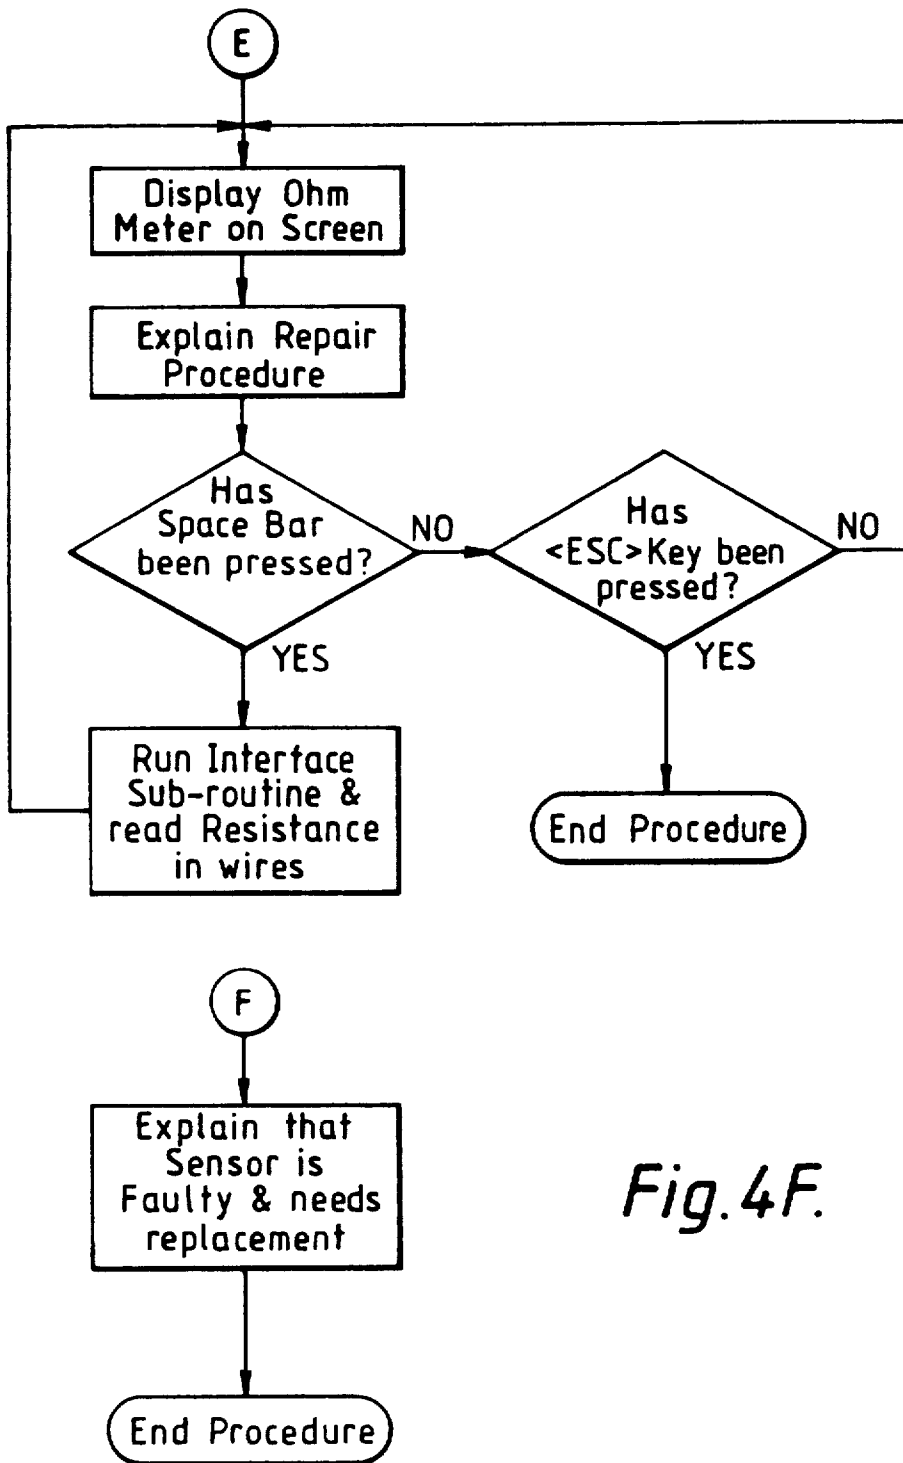 E
Display Ohm
Meter on Screen
Explain Repair
Procedure
Has
Space Bar
been pressed?
NO
YES
Has
<ESC>Key been
pressed?
NO
YES
Run Interface
Sub-routine &
read Resistance
in wires
End Procedure
F
Explain that
Sensor is
Faulty & needs
replacement
End Procedure
Fig. 4F.